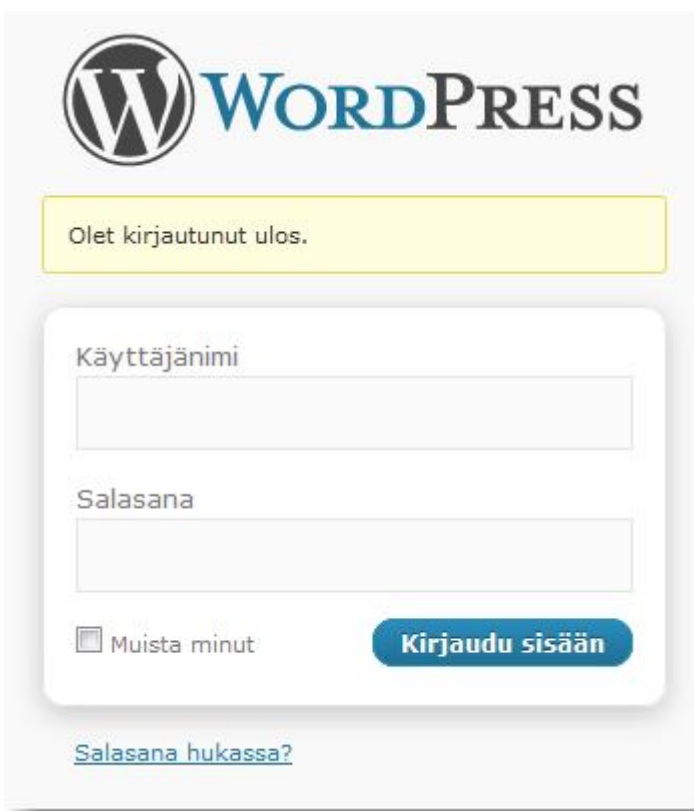 WORDPRESS
Olet kirjautunut ulos.
Käyttäjänimi
Salasana
Muista minut Kirjaudu sisään
Salasana hukassa?